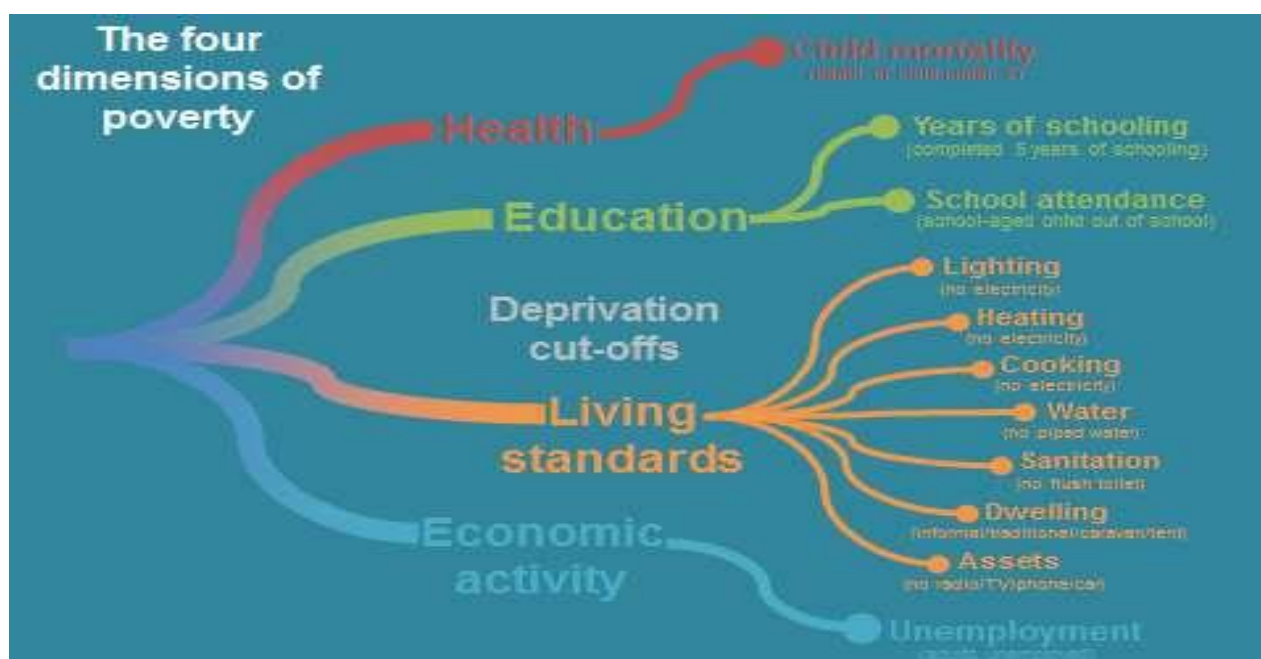 The four
dimensions of
poverty
Health
Child mortality
Education
Years of schooling
(completed 5 years of schooling)
School attendance
(school-aged child out of school)
Deprivation
cut-offs
Living
standards
Lighting
(no electricity)
Heating
(no electricity)
Cooking
(no electricity)
Water
(no piped water)
Sanitation
(no flush toilet)
Dwelling
(informal/traditional/caravan/tent)
Assets
(no radio/TV/phone/car)
Economic
activity
Unemployment